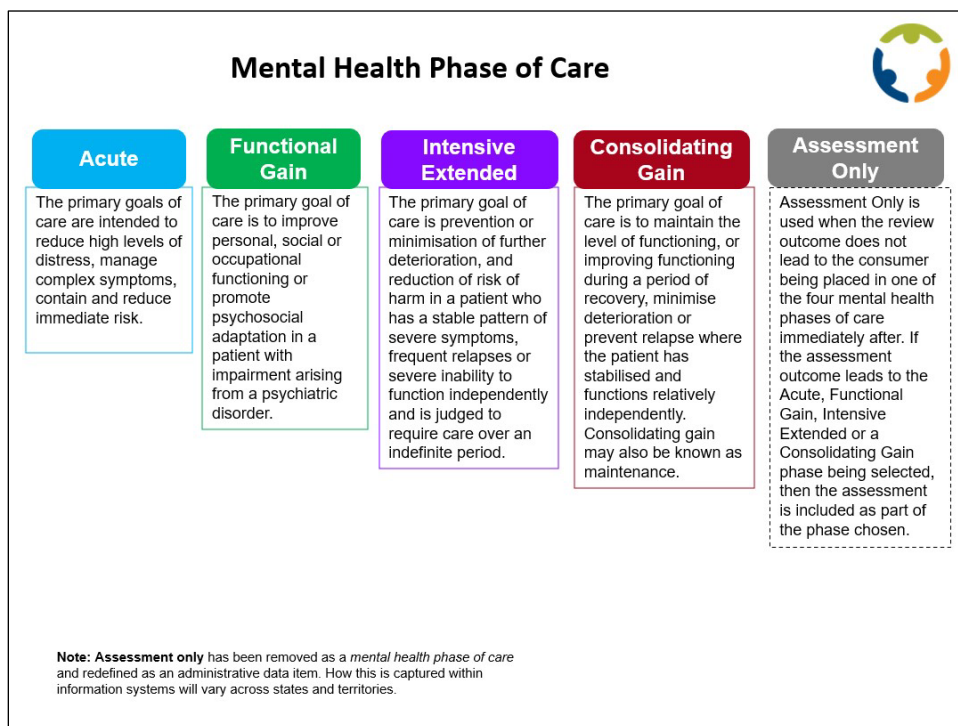 Mental Health Phase of Care
Acute
The primary goals of
care are intended to
reduce high levels of
distress, manage
complex symptoms,
contain and reduce
immediate risk.
Functional
Gain
The primary goal of
care is to improve
personal, social or
occupational
functioning or
promote
psychosocial
adaptation in a
patient with
impairment arising
from a psychiatric
disorder.
Intensive
Extended
The primary goal of
care is prevention or
minimisation of further
deterioration, and
reduction of risk of
harm in a patient who
has a stable pattern of
severe symptoms,
frequent relapses or
severe inability to
function independently
and is judged to
require care over an
indefinite period.
Consolidating
Gain
The primary goal of
care is to maintain the
level of functioning, or
improving functioning
during a period of
recovery, minimise
deterioration or
prevent relapse where
the patient has
stabilised and
functions relatively
independently.
Consolidating gain
may also be known as
maintenance.
Assessment
Only
Assessment Only is
used when the review
outcome does not
lead to the consumer
being placed in one of
the four mental health
phases of care
immediately after. If
the assessment
outcome leads to the
Acute, Functional
Gain, Intensive
Extended or a
Consolidating Gain
phase being selected,
then the assessment
is included as part of
the phase chosen.
Note: Assessment only has been removed as a mental health phase of care
and redefined as an administrative data item. How this is captured within
information systems will vary across states and territories.